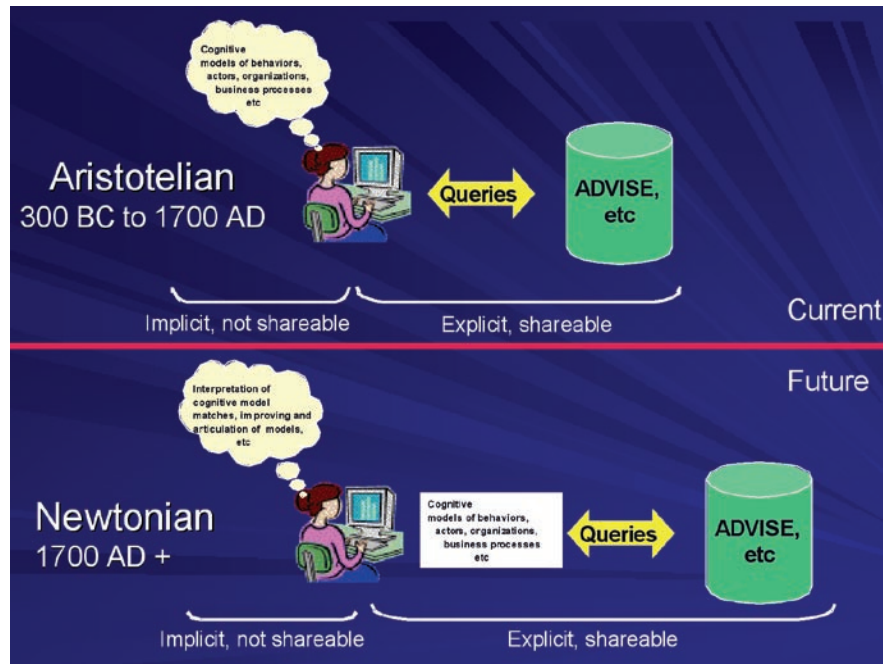 Cognitive
models of behaviors,
actors, organizations,
business processes
etc
Aristotelian
300 BC to 1700 AD
Queries
ADVISE,
etc
Implicit, not shareable
Explicit, shareable
Current
Future
Interpretation of
cognitive model
matches, improving and
articulation of models,
etc
Newtonian
1700 AD +
Cognitive
models of behaviors,
actors, organizations,
business processes
etc
Queries
ADVISE,
etc
Implicit, not shareable
Explicit, shareable